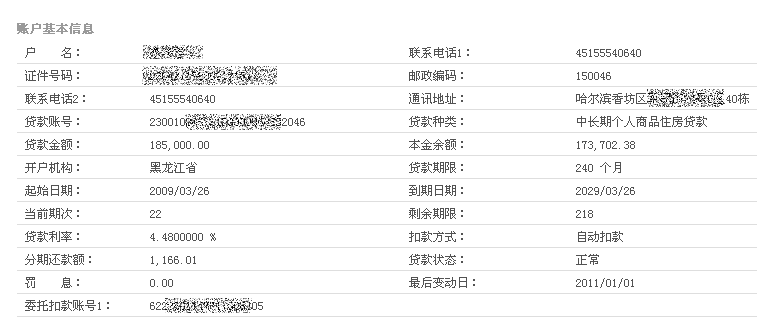 账户基本信息
户 名：
联系电话1： 45155540640
证件号码：
邮政编码： 150046
联系电话2： 45155540640
通讯地址： 哈尔滨香坊区 40栋
贷款账号： 230010 2046
贷款种类： 中长期个人商品住房贷款
贷款金额： 185,000.00
本金余额： 173,702.38
开户机构： 黑龙江省
贷款期限： 240 个月
起始日期： 2009/03/26
到期日期： 2029/03/26
当前期次： 22
剩余期限： 218
贷款利率： 4.4800000 %
扣款方式： 自动扣款
分期还款额： 1,166.01
贷款状态： 正常
罚 息： 0.00
最后变动日： 2011/01/01
委托扣款账号1： 622 05